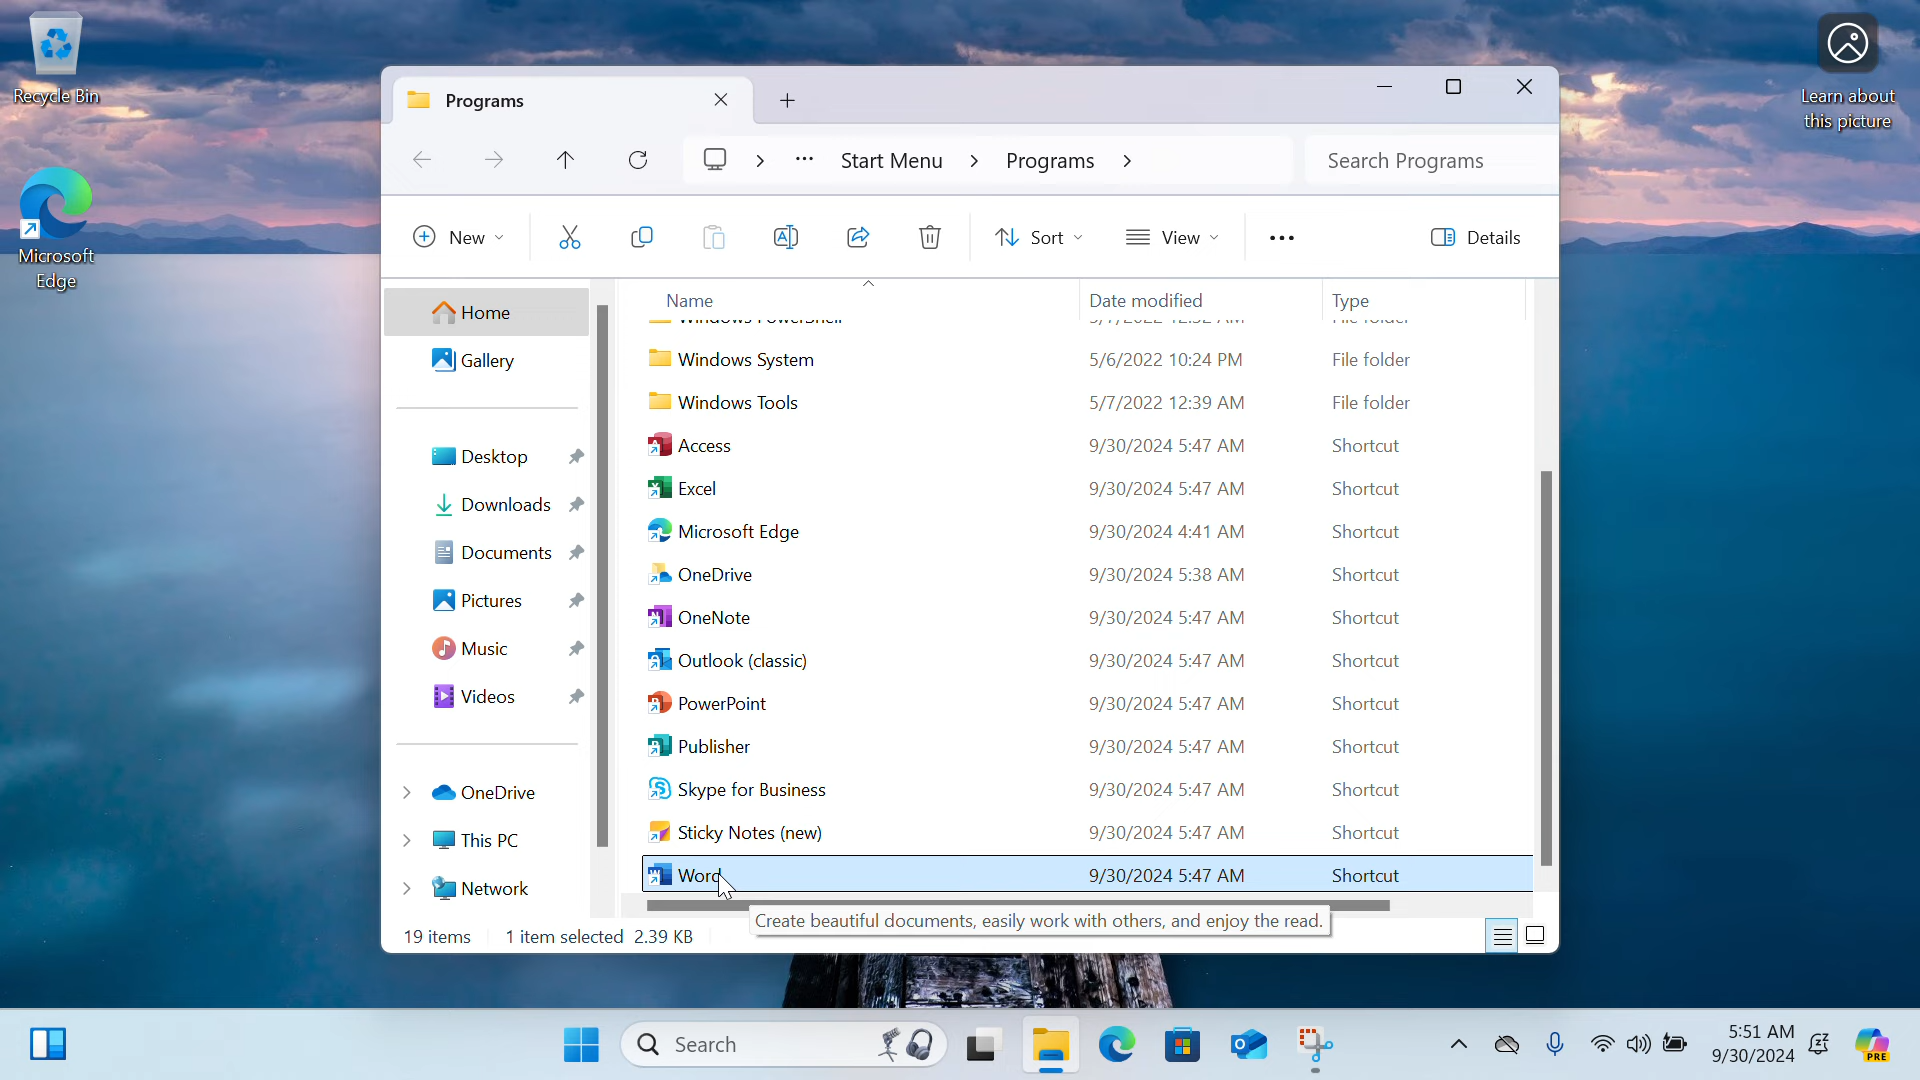 Recycle Bin
Microsoft
Edge
Learn about
this picture
Programs
Start Menu
Programs
Search Programs
New
Sort
View
Details
Home
Gallery
Desktop
Downloads
Documents
Pictures
Music
Videos
OneDrive
This PC
Network
Name Date modified Type
Windows System 5/6/2022 10:24 PM File folder
Windows Tools 5/7/2022 12:39 AM File folder
Access 9/30/2024 5:47 AM Shortcut
Excel 9/30/2024 5:47 AM Shortcut
Microsoft Edge 9/30/2024 4:41 AM Shortcut
OneDrive 9/30/2024 5:38 AM Shortcut
OneNote 9/30/2024 5:47 AM Shortcut
Outlook (classic) 9/30/2024 5:47 AM Shortcut
PowerPoint 9/30/2024 5:47 AM Shortcut
Publisher 9/30/2024 5:47 AM Shortcut
Skype for Business 9/30/2024 5:47 AM Shortcut
Sticky Notes (new) 9/30/2024 5:47 AM Shortcut
Word 9/30/2024 5:47 AM Shortcut
Create beautiful documents, easily work with others, and enjoy the read.
19 items 1 item selected 2.39 KB
Search
5:51 AM
9/30/2024
PRE